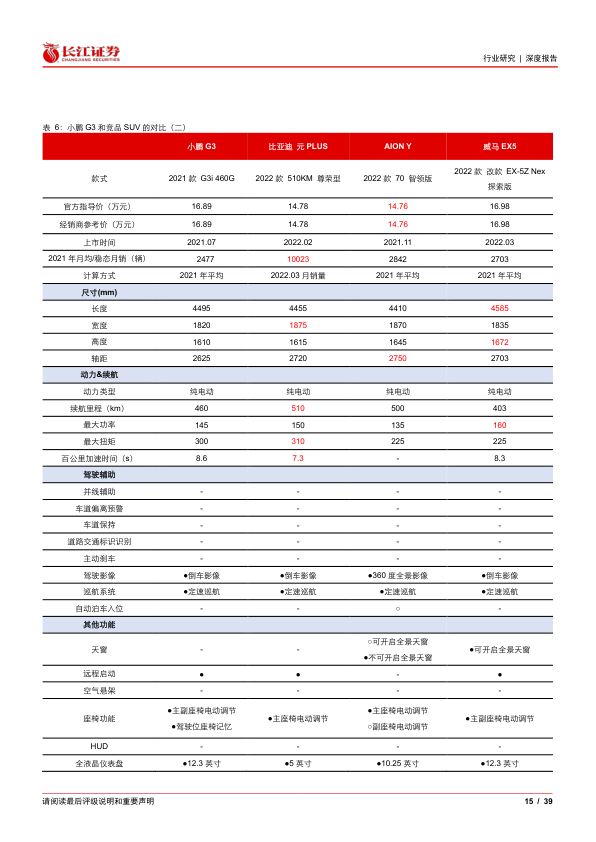 长江证券
CHANGJIANG SECURITIES
行业研究 | 深度报告
表 6：小鹏 G3 和竞品 SUV 的对比（二）
小鹏 G3 比亚迪 元 PLUS AION Y 威马 EX5
款式 2021 款 G3i 460G 2022 款 510KM 尊荣型 2022 款 70 智领版 2022 款 改款 EX-5Z Nex
探索版
官方指导价（万元） 16.89 14.78 14.76 16.98
经销商参考价（万元） 16.89 14.78 14.76 16.98
上市时间 2021.07 2022.02 2021.11 2022.03
2021 年月均/稳态月销（辆） 2477 10023 2842 2703
计算方式 2021 年平均 2022.03 月销量 2021 年平均 2021 年平均
尺寸(mm)
长度 4495 4455 4410 4585
宽度 1820 1875 1870 1835
高度 1610 1615 1645 1672
轴距 2625 2720 2750 2703
动力&续航
动力类型 纯电动 纯电动 纯电动 纯电动
续航里程（km） 460 510 500 403
最大功率 145 150 135 160
最大扭矩 300 310 225 225
百公里加速时间（s） 8.6 7.3 - 8.3
驾驶辅助
并线辅助 - - - -
车道偏离预警 - - - -
车道保持 - - - -
道路交通标识识别 - - - -
主动刹车 - - - -
驾驶影像 ●倒车影像 ●倒车影像 ●360 度全景影像 ●倒车影像
巡航系统 ●定速巡航 ●定速巡航 ●定速巡航 ●定速巡航
自动泊车入位 - - ○ -
其他功能
天窗 - - ○可开启全景天窗 ●可开启全景天窗
●不可开启全景天窗
远程启动 ● ● - ●
空气悬架 - - - -
座椅功能 ●主副座椅电动调节 ●主座椅电动调节 ●主座椅电动调节 ●主副座椅电动调节
●驾驶位座椅记忆 ○副座椅电动调节
HUD - - - -
全液晶仪表盘 ●12.3 英寸 ●5 英寸 ●10.25 英寸 ●12.3 英寸
请阅读最后评级说明和重要声明
15 / 39